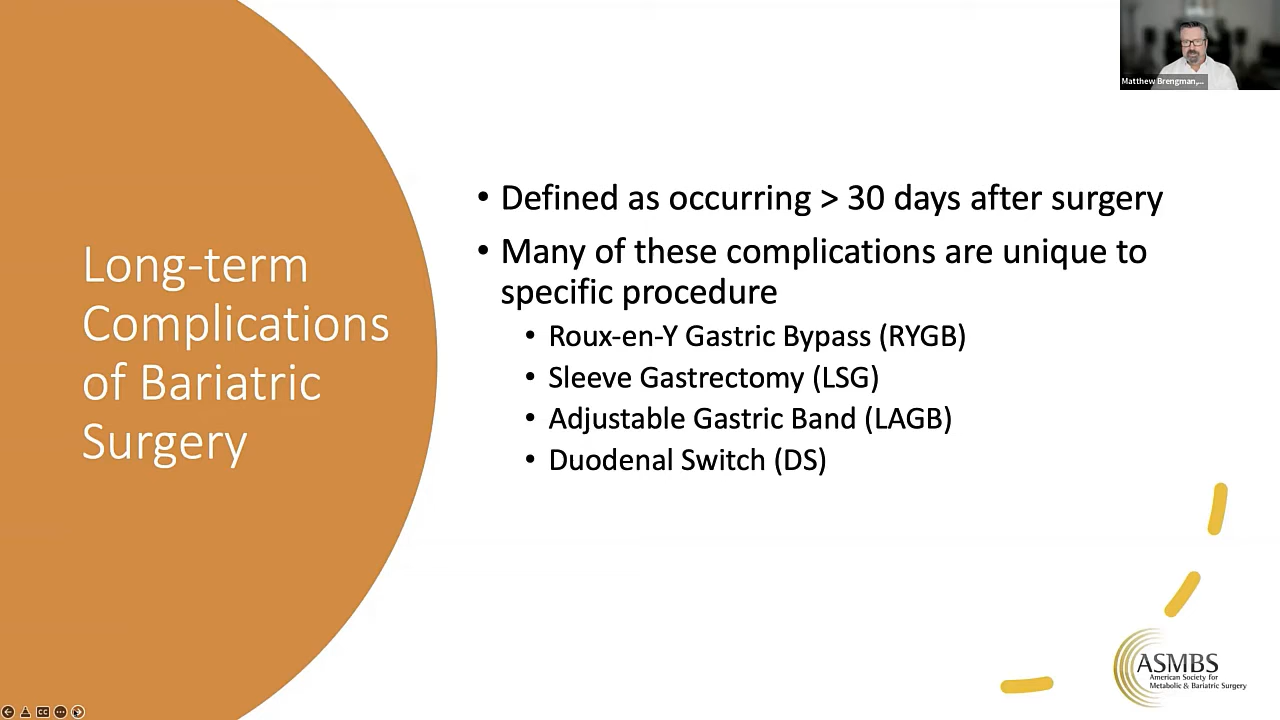 Matthew Brengman,...
Long-term
Complications
of Bariatric
Surgery
• Defined as occurring > 30 days after surgery
• Many of these complications are unique to
specific procedure
• Roux-en-Y Gastric Bypass (RYGB)
• Sleeve Gastrectomy (LSG)
• Adjustable Gastric Band (LAGB)
• Duodenal Switch (DS)
ASMBS
American Society for
Metabolic & Bariatric Surgery
CC